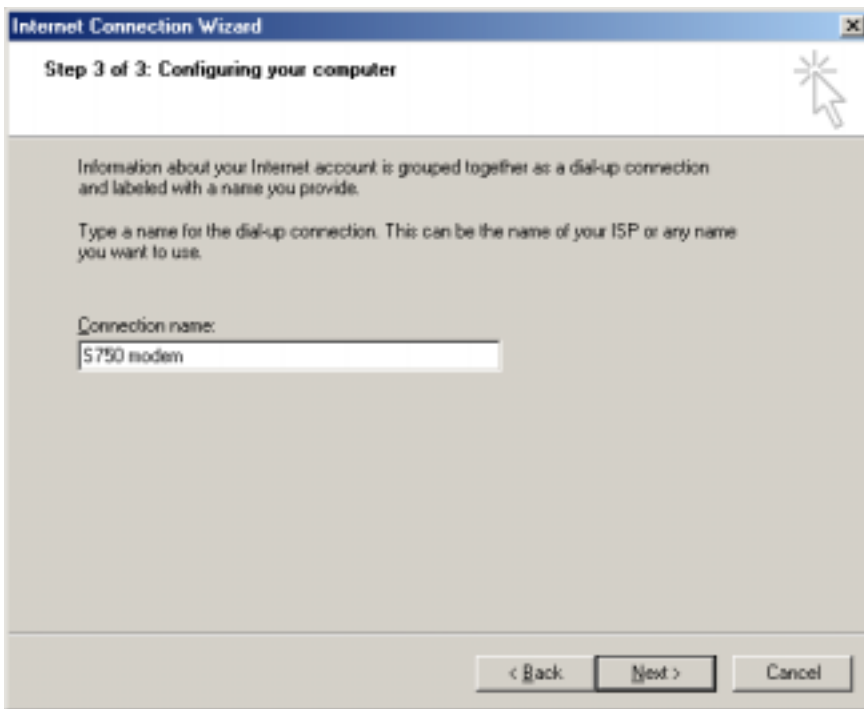 Internet Connection Wizard
Step 3 of 3: Configuring your computer
Information about your Internet account is grouped together as a dial-up connection
and labeled with a name you provide.
Type a name for the dial-up connection. This can be the name of your ISP or any name
you want to use.
Connection name:
S750 modem
< Back
Next >
Cancel